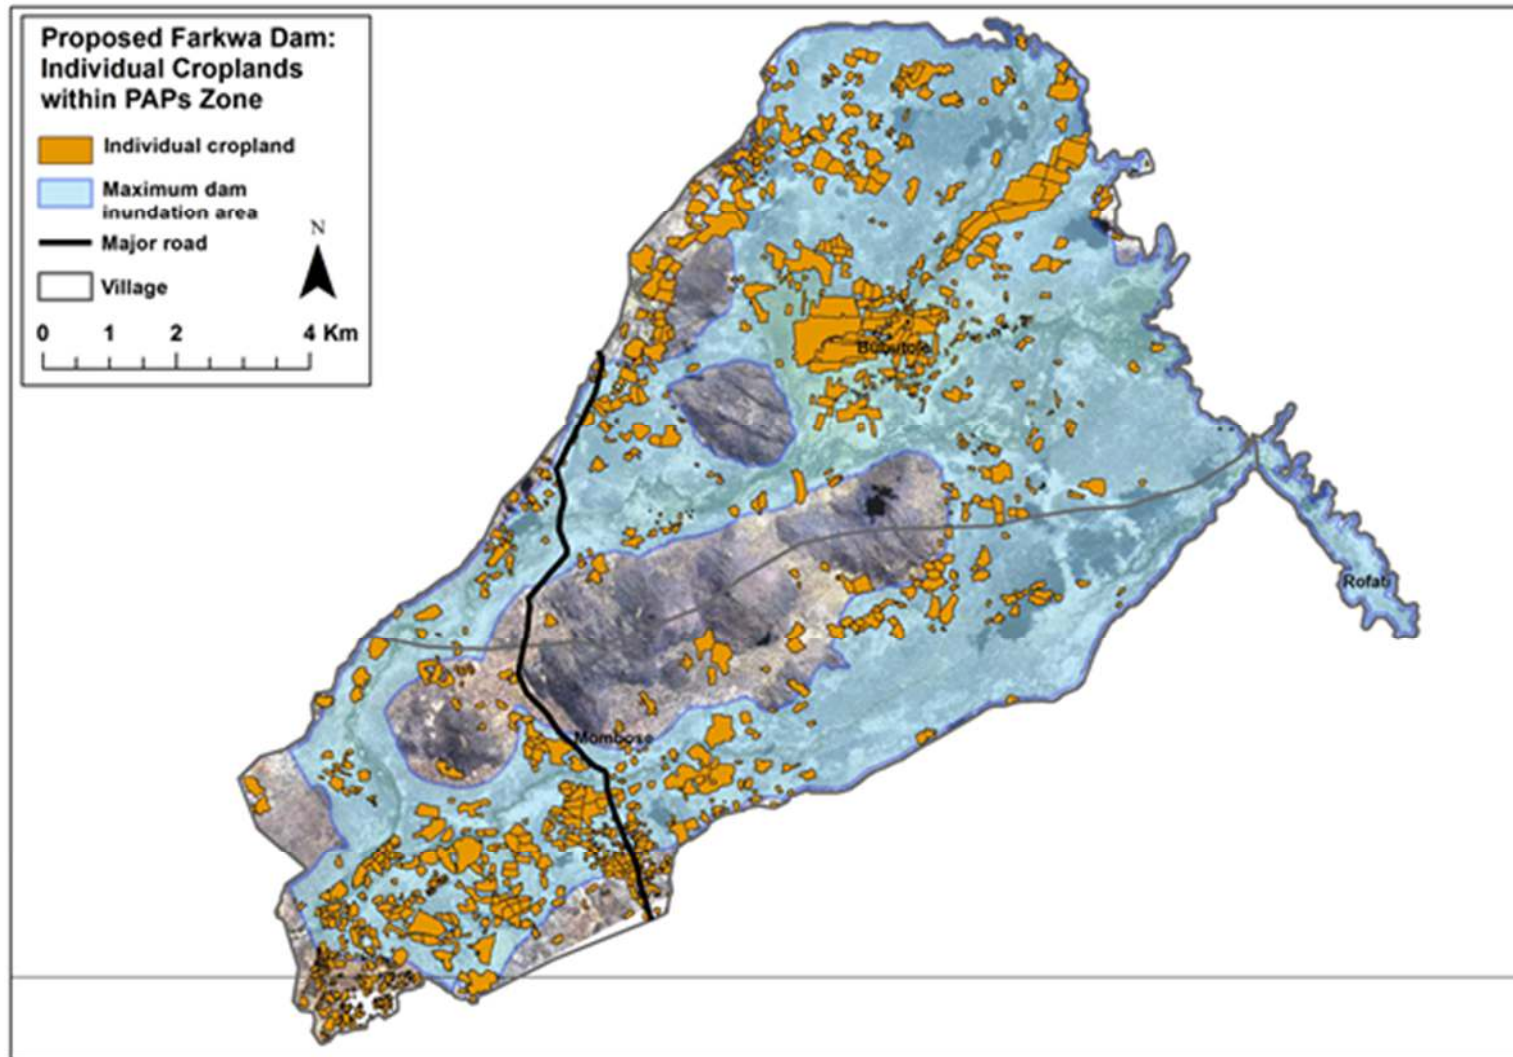 Proposed Farkwa Dam:
Individual Croplands
within PAPs Zone
Individual cropland
Maximum dam
inundation area
Major road
Village
N
0 1 2 4 Km
Bubutole
Rofati
Mombose